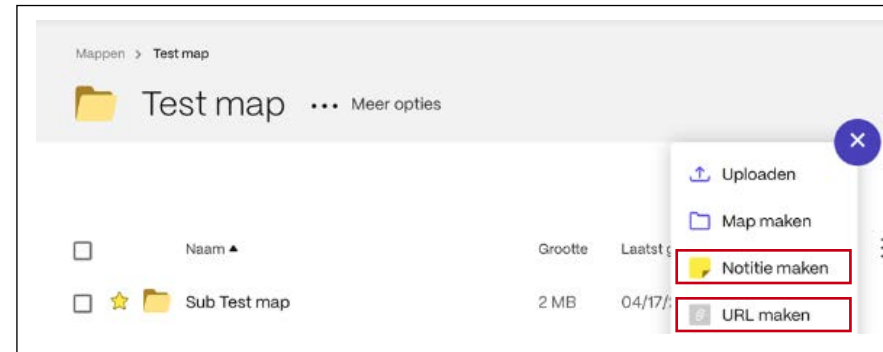 Mappen > Test map
Test map ••• Meer opties
Uploaden
Map maken
Naam ▲ Grootte Laatst
Notitie maken
Sub Test map 2 MB 04/17/
URL maken